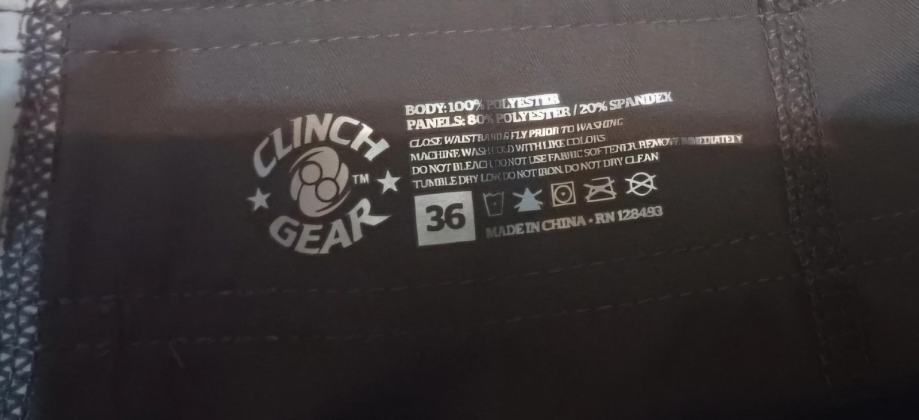 CLINCH
GEAR
TM
BODY: 100% POLYESTER
PANELS: 80% POLYESTER / 20% SPANDEX
CLOSE WAISTBAND & FLY PRIOR TO WASHING
MACHINE WASH COLD WITH LIKE COLORS
DO NOT BLEACH. DO NOT USE FABRIC SOFTENER. REMOVE IMMEDIATELY
TUMBLE DRY LOW. DO NOT IRON. DO NOT DRY CLEAN
36
MADE IN CHINA • RN 128493